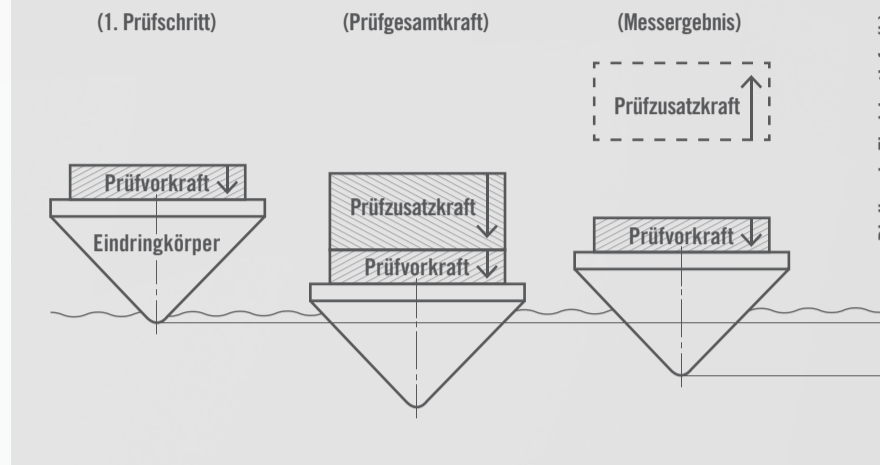 (1. Prüfschritt)
(Prüfgesamtkraft)
(Messergebnis)
Prüfzusatzkraft
Prüfvorkraft
Eindringkörper
Prüfzusatzkraft
Prüfvorkraft
Prüfvorkraft